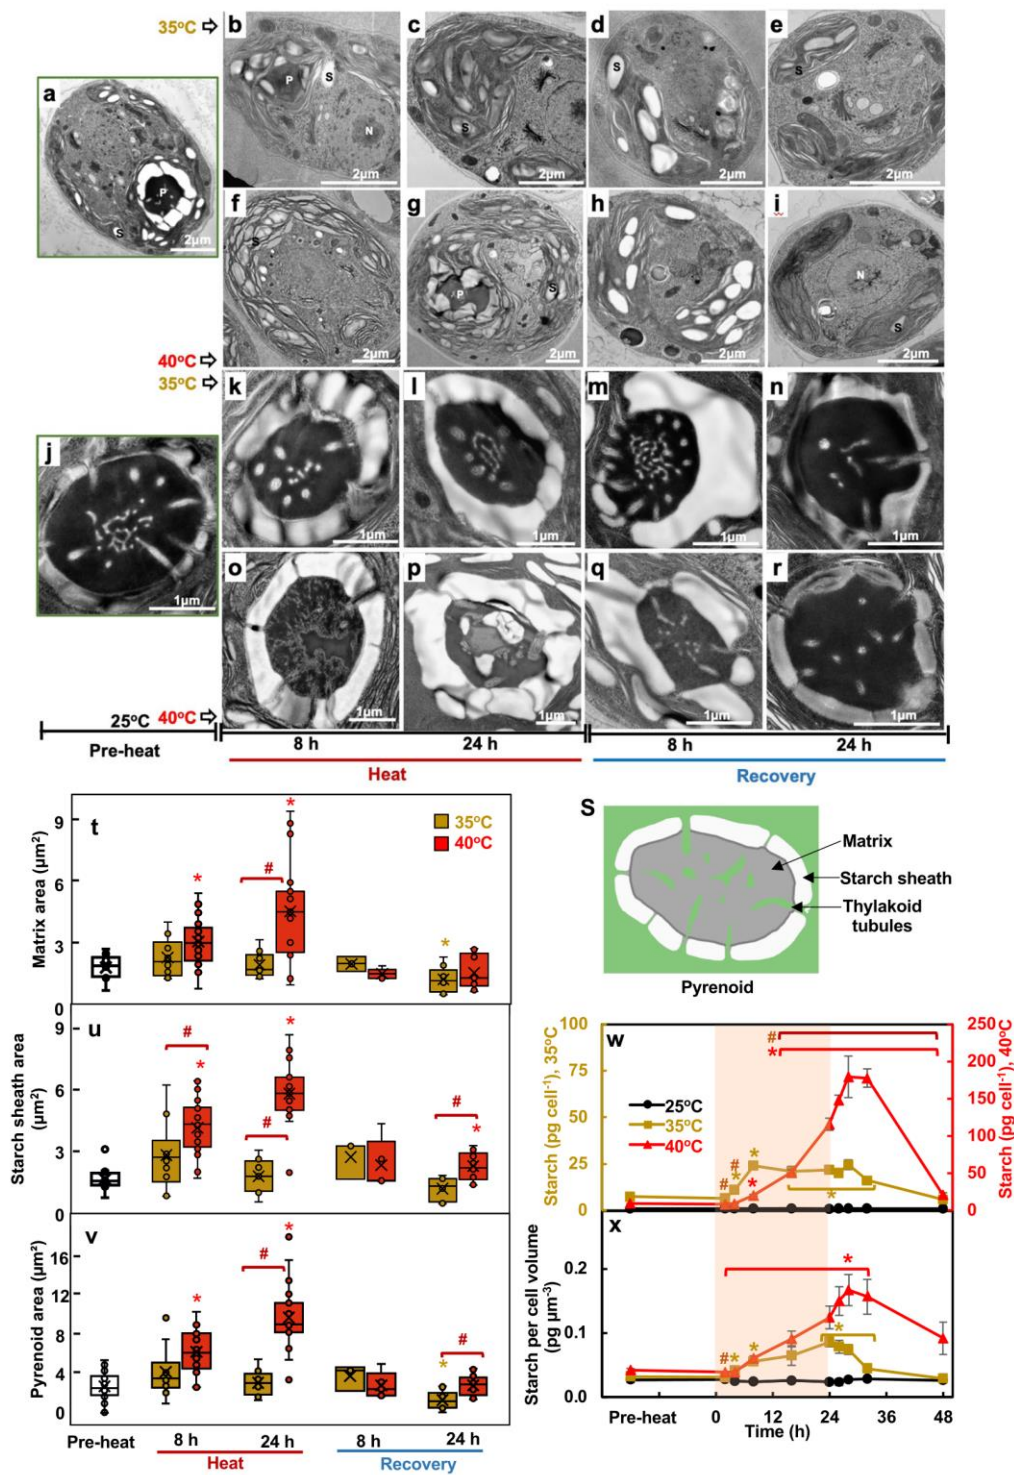 35°C ⇨
a
P
S
2μm
b
P
S
N
2μm
c
S
2μm
d
S
2μm
e
S
2μm
f
S
2μm
g
P
S
2μm
h
2μm
i
N
S
2μm
40°C ⇨
35°C ⇨
j
1μm
k
1μm
l
1μm
m
1μm
n
1μm
o
1μm
p
1μm
q
1μm
r
1μm
25°C 40°C ⇨
Pre-heat
8 h 24 h 8 h 24 h
Heat Recovery
t
Matrix area (μm²)
9
6
3
0
35°C
40°C
*
#
*
*
u
Starch sheath area
(μm²)
9
6
3
0
#
*
#
*
#
*
v
Pyrenoid area (μm²)
16
12
8
4
0
*
#
*
*
#
Pre-heat 8 h 24 h 8 h 24 h
Heat Recovery
S
Matrix
Starch sheath
Thylakoid
tubules
Pyrenoid
w
Starch (pg cell⁻¹), 35°C
100
75
50
25
0
Starch (pg cell⁻¹), 40°C
250
200
150
100
50
0
25°C
35°C
40°C
#
*
#
#
*
*
*
*
x
Starch per cell volume
(pg μm⁻³)
0.2
0.1
0.0
*
#
*
*
*
Pre-heat 0 12 24 36 48
Time (h)